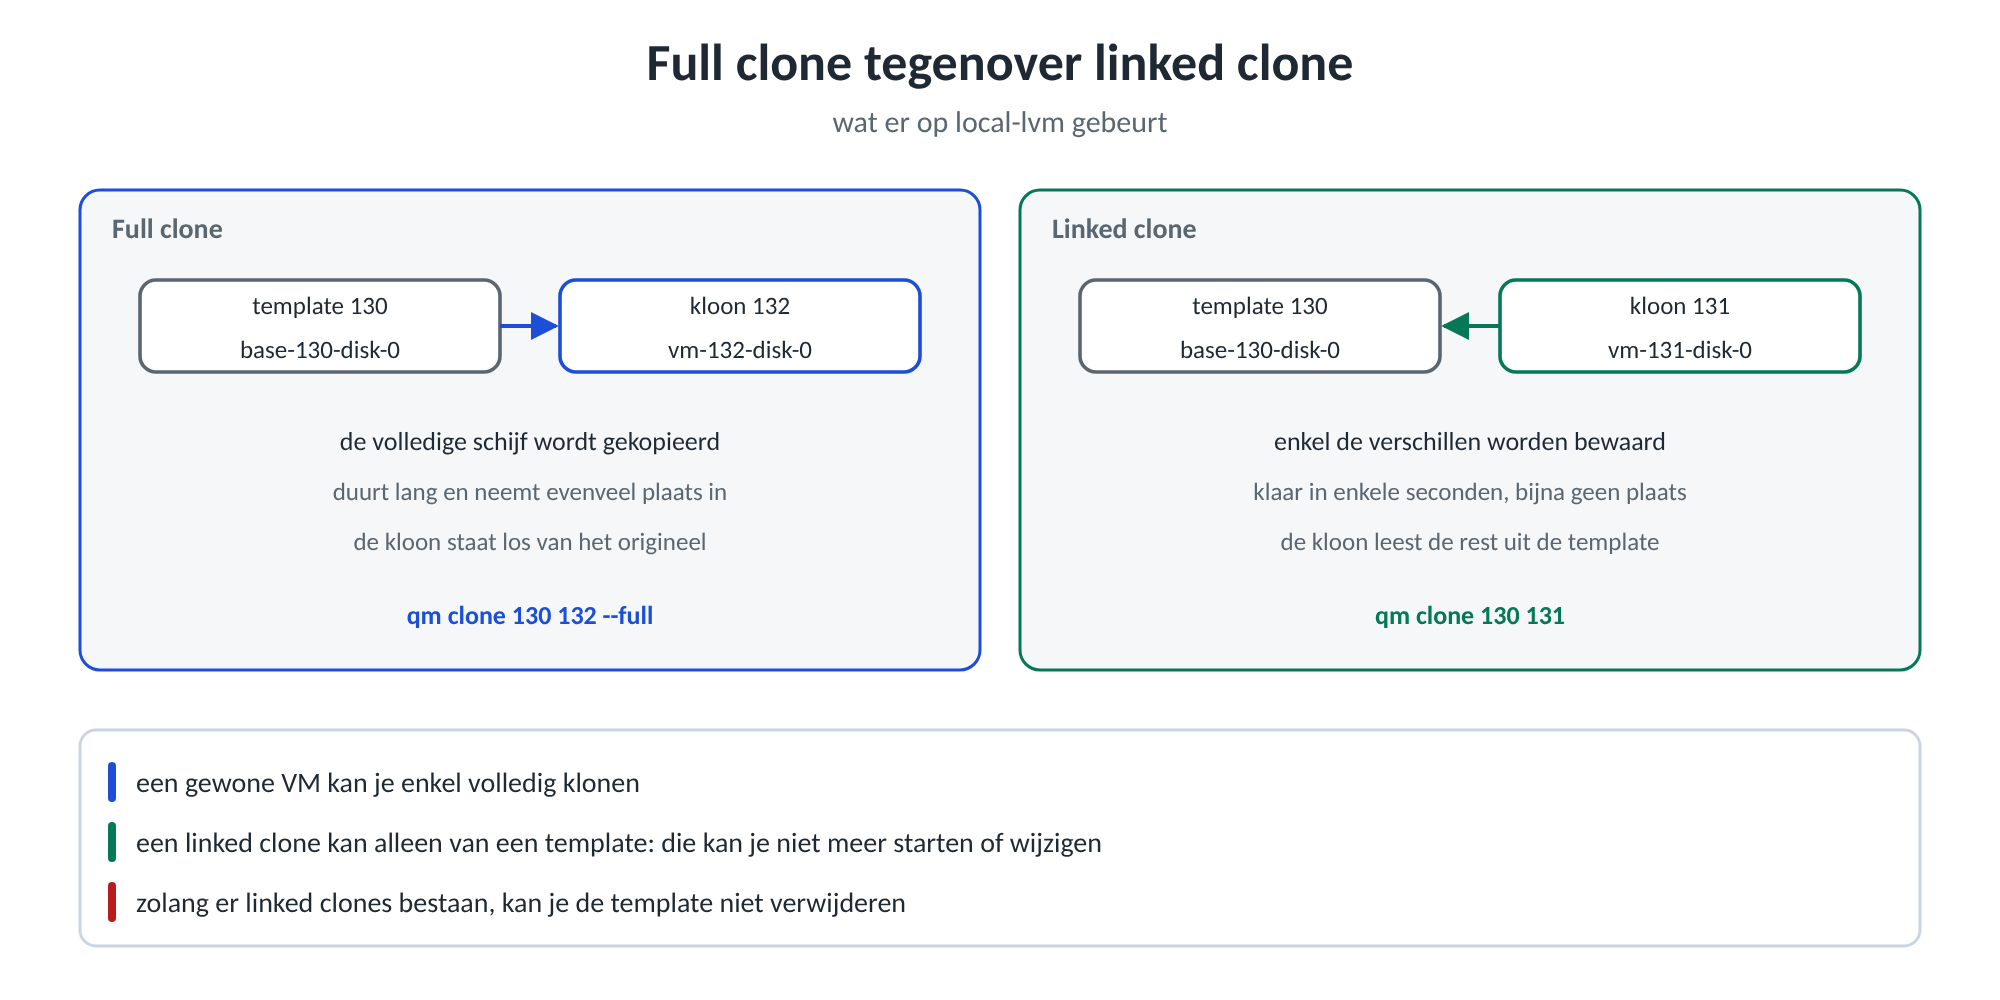 Full clone tegenover linked clone
wat er op local-lvm gebeurt
Full clone
template 130
base-130-disk-0
kloon 132
vm-132-disk-0
de volledige schijf wordt gekopieerd
duurt lang en neemt evenveel plaats in
de kloon staat los van het origineel
qm clone 130 132 --full
Linked clone
template 130
base-130-disk-0
kloon 131
vm-131-disk-0
enkel de verschillen worden bewaard
klaar in enkele seconden, bijna geen plaats
de kloon leest de rest uit de template
qm clone 130 131
een gewone VM kan je enkel volledig klonen
een linked clone kan alleen van een template: die kan je niet meer starten of wijzigen
zolang er linked clones bestaan, kan je de template niet verwijderen